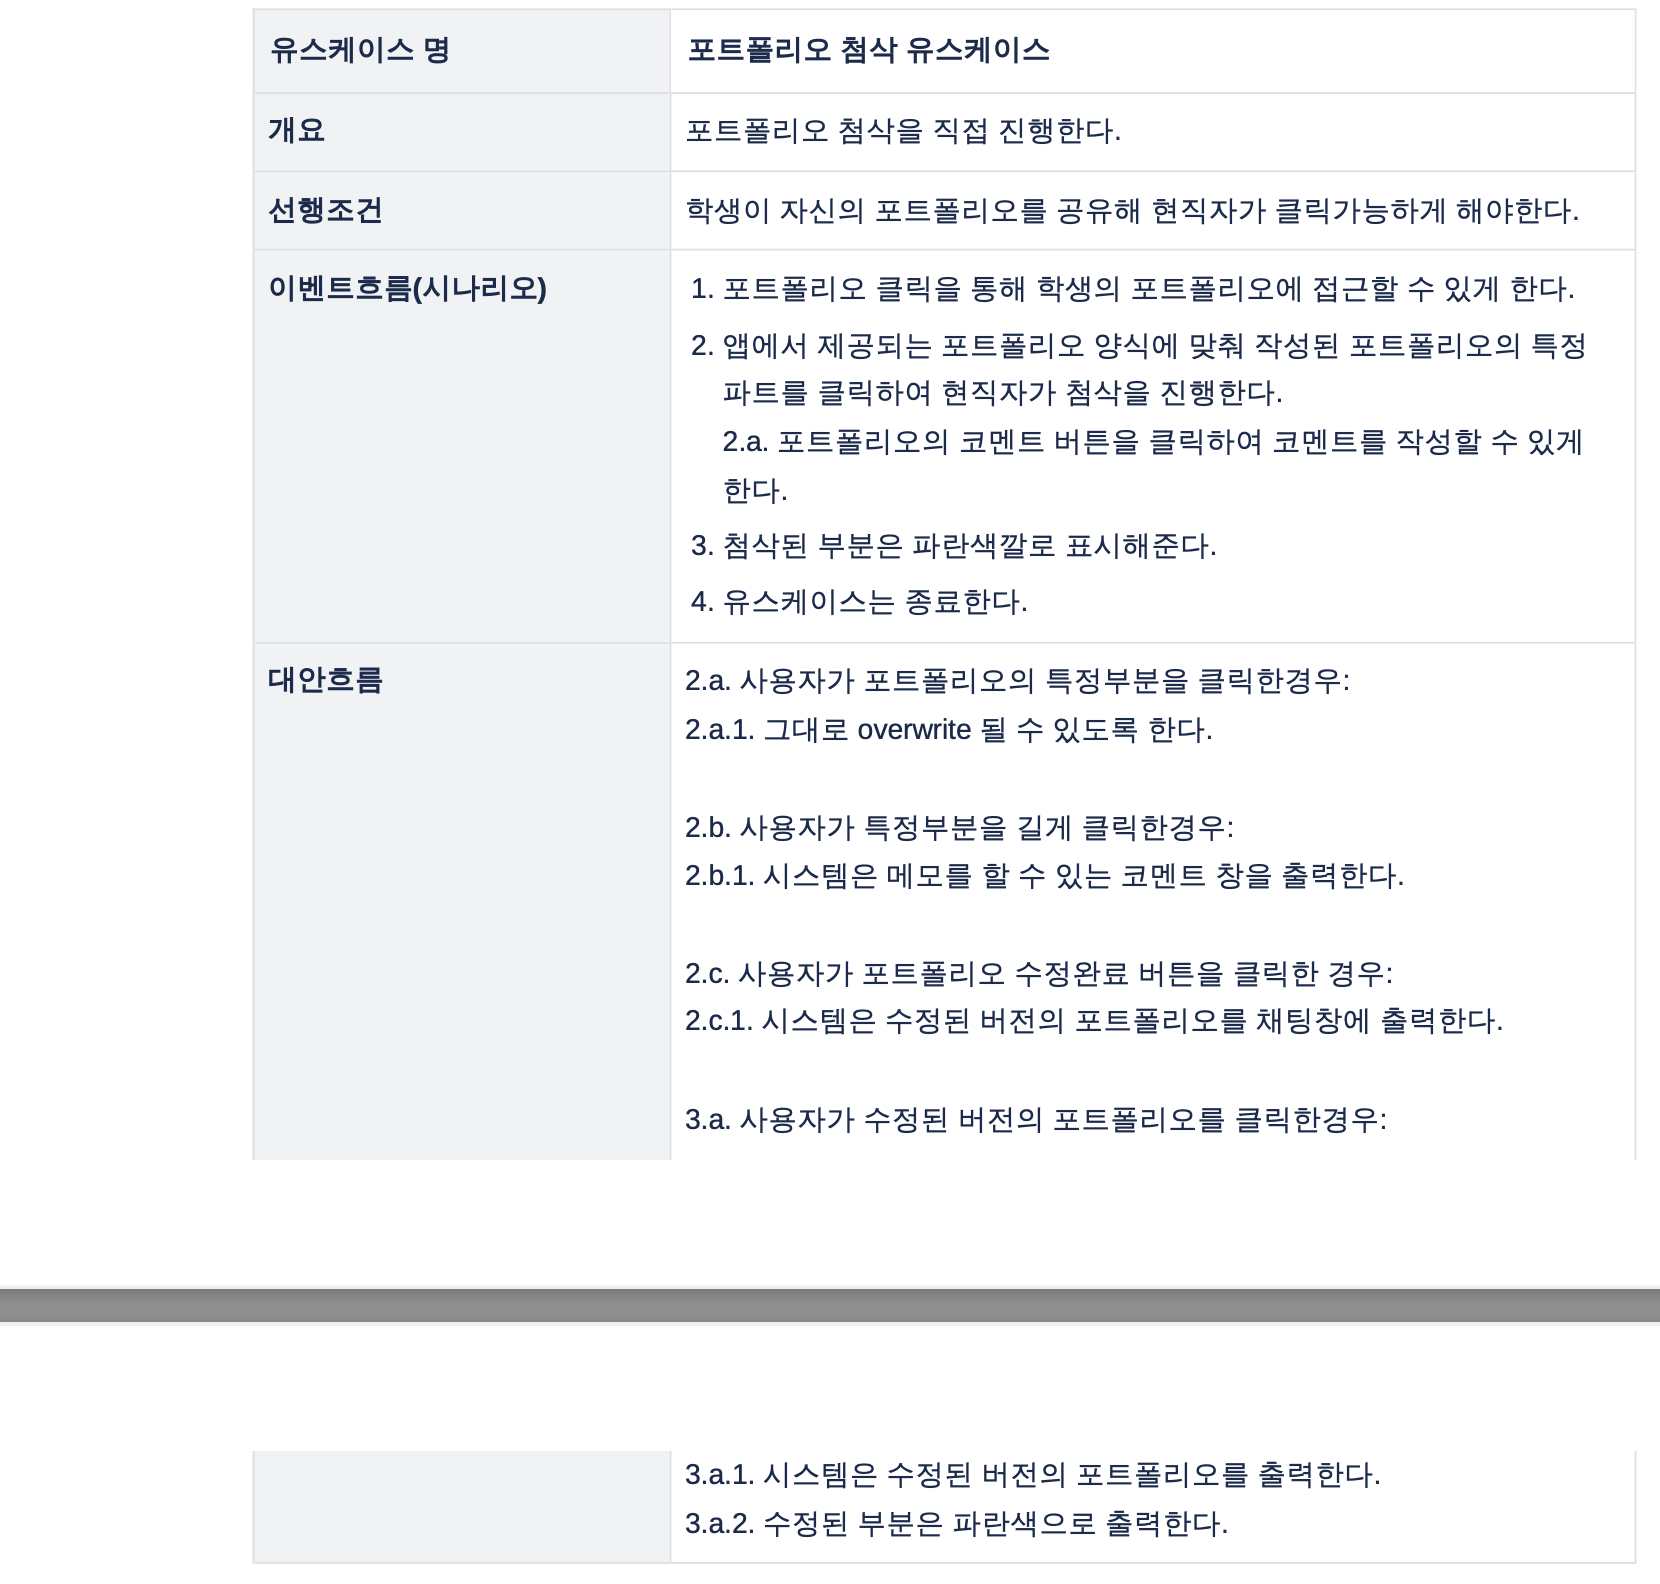 유스케이스 명
포트폴리오 첨삭 유스케이스
개요
포트폴리오 첨삭을 직접 진행한다.
선행조건
학생이 자신의 포트폴리오를 공유해 현직자가 클릭가능하게 해야한다.
이벤트흐름(시나리오)
1. 포트폴리오 클릭을 통해 학생의 포트폴리오에 접근할 수 있게 한다.
2. 앱에서 제공되는 포트폴리오 양식에 맞춰 작성된 포트폴리오의 특정
파트를 클릭하여 현직자가 첨삭을 진행한다.
2.a. 포트폴리오의 코멘트 버튼을 클릭하여 코멘트를 작성할 수 있게
한다.
3. 첨삭된 부분은 파란색깔로 표시해준다.
4. 유스케이스는 종료한다.
대안흐름
2.a. 사용자가 포트폴리오의 특정부분을 클릭한경우:
2.a.1. 그대로 overwrite 될 수 있도록 한다.
2.b. 사용자가 특정부분을 길게 클릭한경우:
2.b.1. 시스템은 메모를 할 수 있는 코멘트 창을 출력한다.
2.c. 사용자가 포트폴리오 수정완료 버튼을 클릭한 경우:
2.c.1. 시스템은 수정된 버전의 포트폴리오를 채팅창에 출력한다.
3.a. 사용자가 수정된 버전의 포트폴리오를 클릭한경우:
3.a.1. 시스템은 수정된 버전의 포트폴리오를 출력한다.
3.a.2. 수정된 부분은 파란색으로 출력한다.